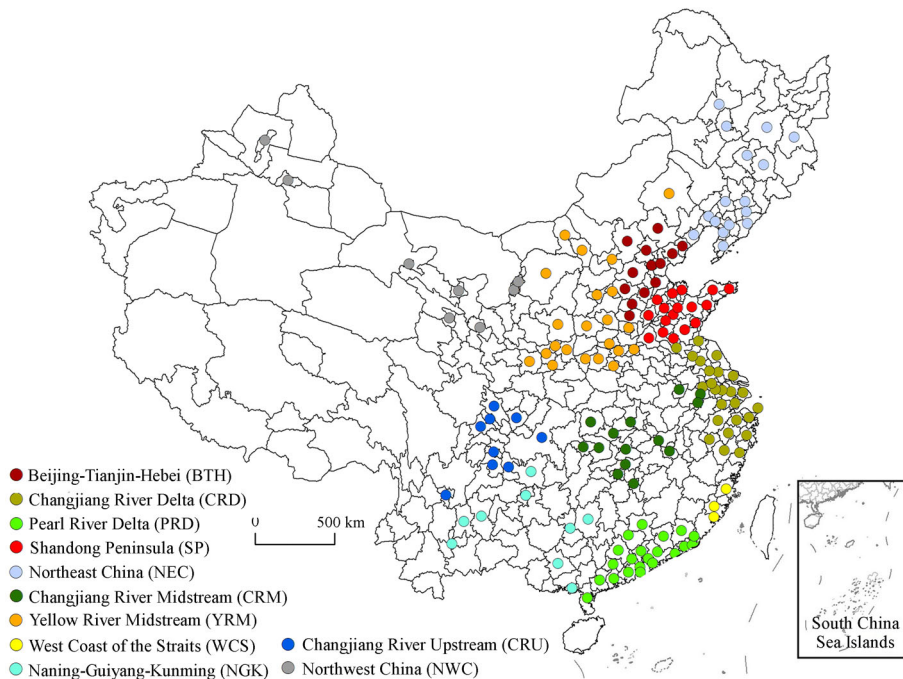 Beijing-Tianjin-Hebei (BTH)
Changjiang River Delta (CRD)
Pearl River Delta (PRD)
Shandong Peninsula (SP)
Northeast China (NEC)
Changjiang River Midstream (CRM)
Yellow River Midstream (YRM)
West Coast of the Straits (WCS)
Naning-Guiyang-Kunming (NGK)
Changjiang River Upstream (CRU)
Northwest China (NWC)
0 500 km
South China
Sea Islands